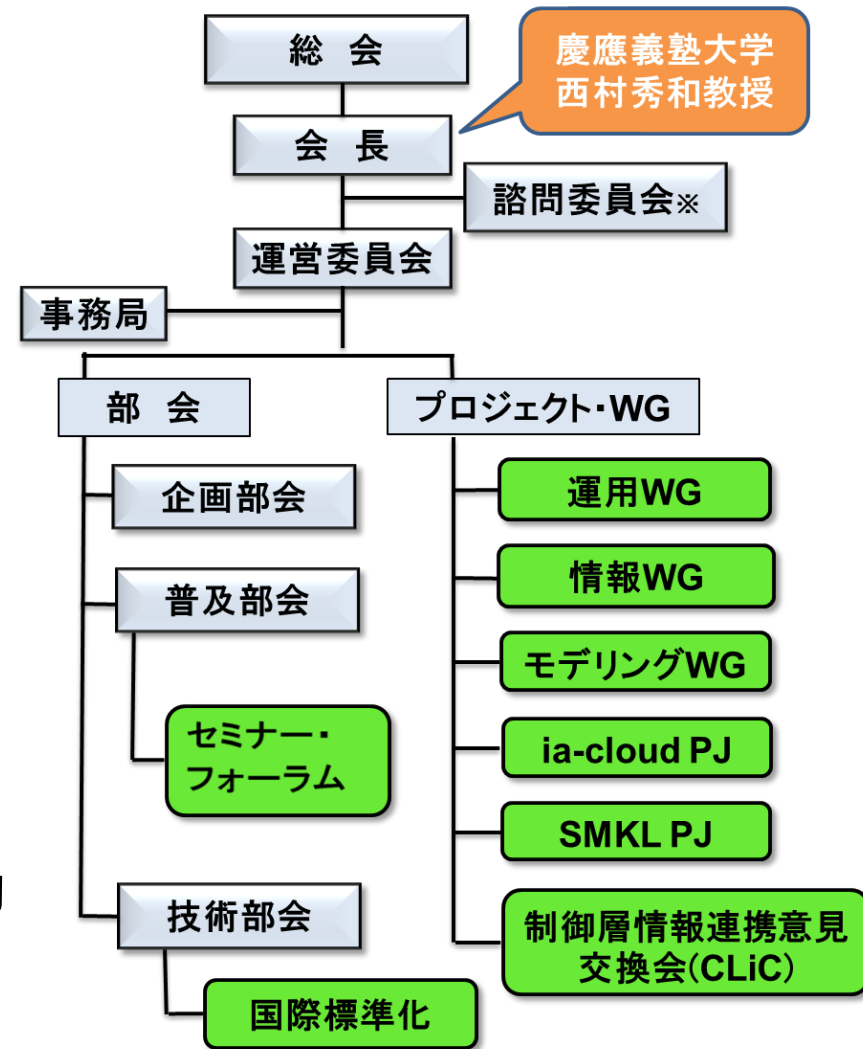 総　会
慶應義塾大学
西村秀和教授
会　長
諮問委員会※
運営委員会
事務局
部　会
プロジェクト・WG
企画部会
普及部会
セミナー・
フォーラム
技術部会
国際標準化
運用WG
情報WG
モデリングWG
ia-cloud PJ
SMKL PJ
制御層情報連携意見
交換会(CLiC)